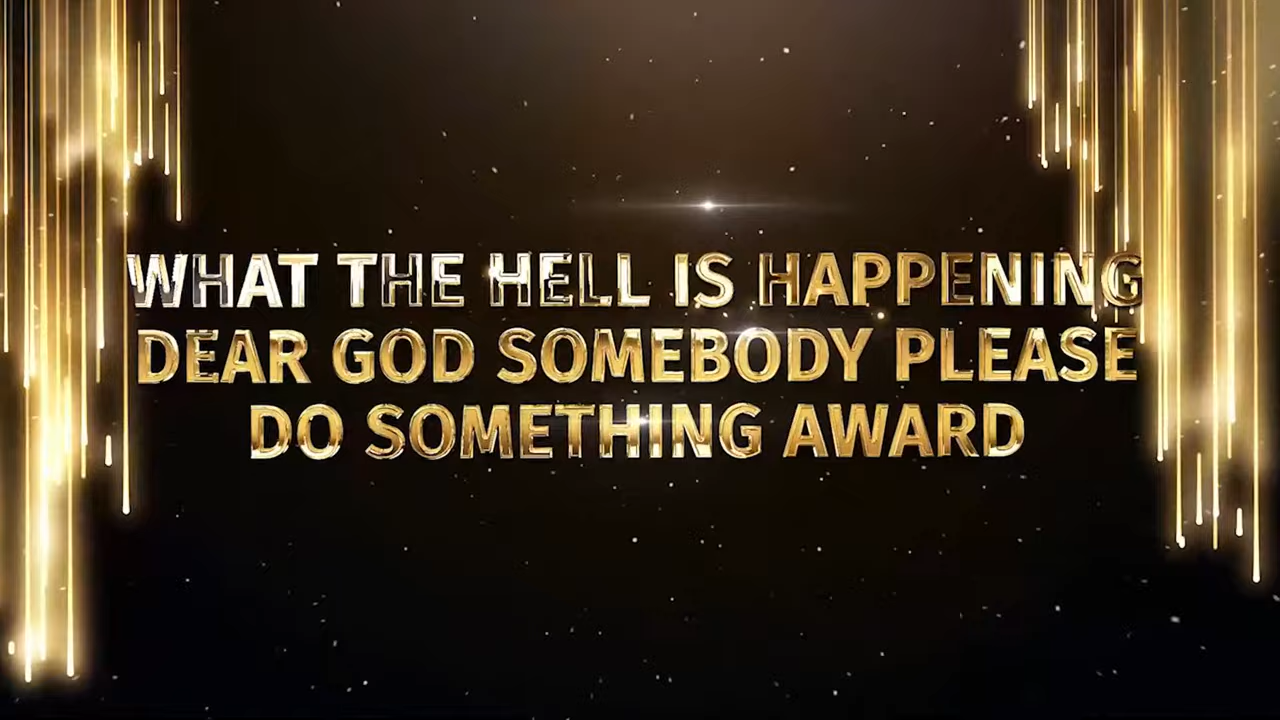 WHAT THE HELL IS HAPPENING
DEAR GOD SOMEBODY PLEASE
DO SOMETHING AWARD